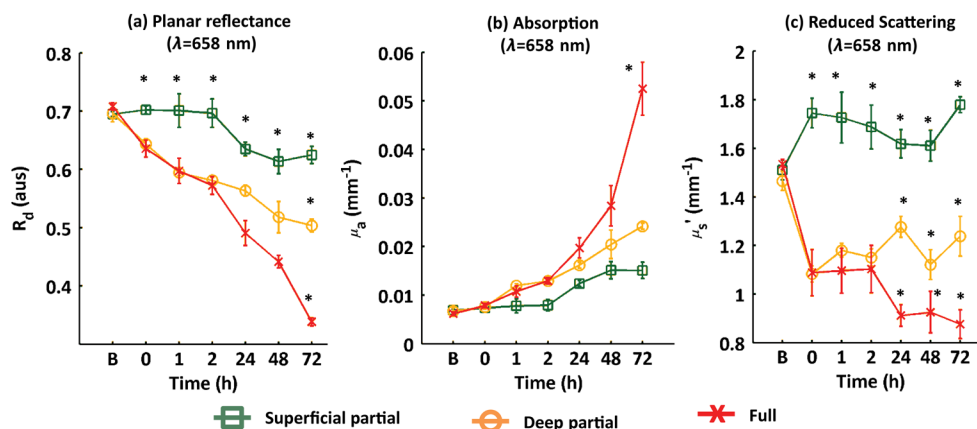 (a) Planar reflectance
(λ=658 nm)
(b) Absorption
(λ=658 nm)
(c) Reduced Scattering
(λ=658 nm)
R_d (aus)
0.7
0.6
0.5
0.4
B 0 1 2 24 48 72
Time (h)
* * * * * * * *
μ_a (mm⁻¹)
0.06
0.05
0.04
0.03
0.02
0.01
0
B 0 1 2 24 48 72
Time (h)
*
μ_s' (mm⁻¹)
2
1.8
1.6
1.4
1.2
1
0.8
B 0 1 2 24 48 72
Time (h)
* * * * * * * * * * * *
Superficial partial
Deep partial
Full